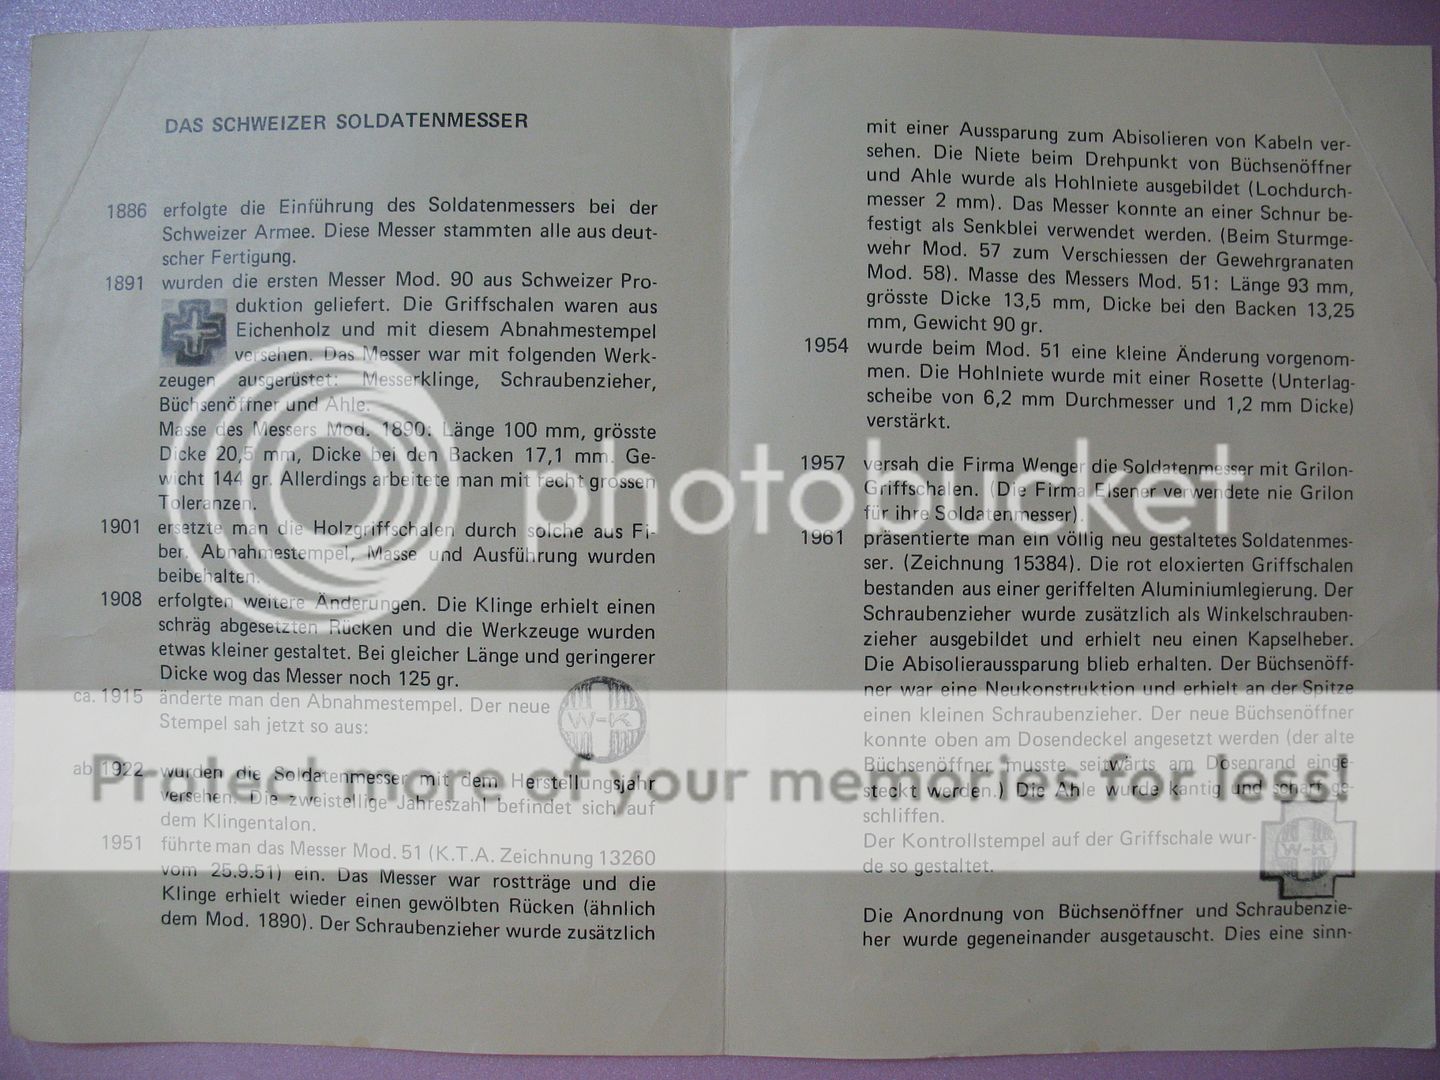 DAS SCHWEIZER SOLDATENMESSER
1886 erfolgte die Einführung des Soldatenmessers bei der
Schweizer Armee. Diese Messer stammten alle aus deut-
scher Fertigung.
1891 wurden die ersten Messer Mod. 90 aus Schweizer Pro-
duktion geliefert. Die Griffschalen waren aus
Eichenholz und mit diesem Abnahmestempel
versehen. Das Messer war mit folgenden Werk-
zeugen ausgerüstet: Messerklinge, Schraubenzieher,
Büchsenöffner und Ahle.
Masse des Messers Mod. 1890: Länge 100 mm, grösste
Dicke 20,5 mm, Dicke bei den Backen 17,1 mm. Ge-
wicht 144 gr. Allerdings arbeitete man mit recht grossen
Toleranzen.
1901 ersetzte man die Holzgriffschalen durch solche aus Fi-
ber. Abnahmestempel, Masse und Ausführung wurden
beibehalten.
1908 erfolgten weitere Änderungen. Die Klinge erhielt einen
schräg abgesetzten Rücken und die Werkzeuge wurden
etwas kleiner gestaltet. Bei gleicher Länge und geringerer
Dicke wog das Messer noch 125 gr.
ca. 1915 änderte man den Abnahmestempel. Der neue
Stempel sah jetzt so aus:
W-K
ab 1922 wurden die Soldatenmesser mit dem Herstellungsjahr
versehen. Die zweistellige Jahreszahl befindet sich auf
dem Klingentalon.
1951 führte man das Messer Mod. 51 (K.T.A. Zeichnung 13260
vom 25.9.51) ein. Das Messer war rostträge und die
Klinge erhielt wieder einen gewölbten Rücken (ähnlich
dem Mod. 1890). Der Schraubenzieher wurde zusätzlich
mit einer Aussparung zum Abisolieren von Kabeln ver-
sehen. Die Niete beim Drehpunkt von Büchsenöffner
und Ahle wurde als Hohlniete ausgebildet (Lochdurch-
messer 2 mm). Das Messer konnte an einer Schnur be-
festigt als Senkblei verwendet werden. (Beim Sturmge-
wehr Mod. 57 zum Verschiessen der Gewehrgranaten
Mod. 58). Masse des Messers Mod. 51: Länge 93 mm,
grösste Dicke 13,5 mm, Dicke bei den Backen 13,25
mm, Gewicht 90 gr.
1954 wurde beim Mod. 51 eine kleine Änderung vorgenom-
men. Die Hohlniete wurde mit einer Rosette (Unterlag-
scheibe von 6,2 mm Durchmesser und 1,2 mm Dicke)
verstärkt.
1957 versah die Firma Wenger die Soldatenmesser mit Grilon-
Griffschalen. (Die Firma Elsener verwendete nie Grilon
für ihre Soldatenmesser).
1961 präsentierte man ein völlig neu gestaltetes Soldatenmes-
ser. (Zeichnung 15384). Die rot eloxierten Griffschalen
bestanden aus einer geriffelten Aluminiumlegierung. Der
Schraubenzieher wurde zusätzlich als Winkelschrauben-
zieher ausgebildet und erhielt neu einen Kapselheber.
Die Abisolieraussparung blieb erhalten. Der Büchsenöff-
ner war eine Neukonstruktion und erhielt an der Spitze
einen kleinen Schraubenzieher. Der neue Büchsenöffner
konnte oben am Dosendeckel angesetzt werden (der alte
Büchsenöffner musste seitwärts am Dosenrand einge-
steckt werden.) Die Ahle wurde kantig und scharf ge-
schliffen.
Der Kontrollstempel auf der Griffschale wur-
de so gestaltet.
W-K
Die Anordnung von Büchsenöffner und Schraubenzie-
her wurde gegeneinander ausgetauscht. Dies eine sinn-
photobucket
Protect more of your memories for less!